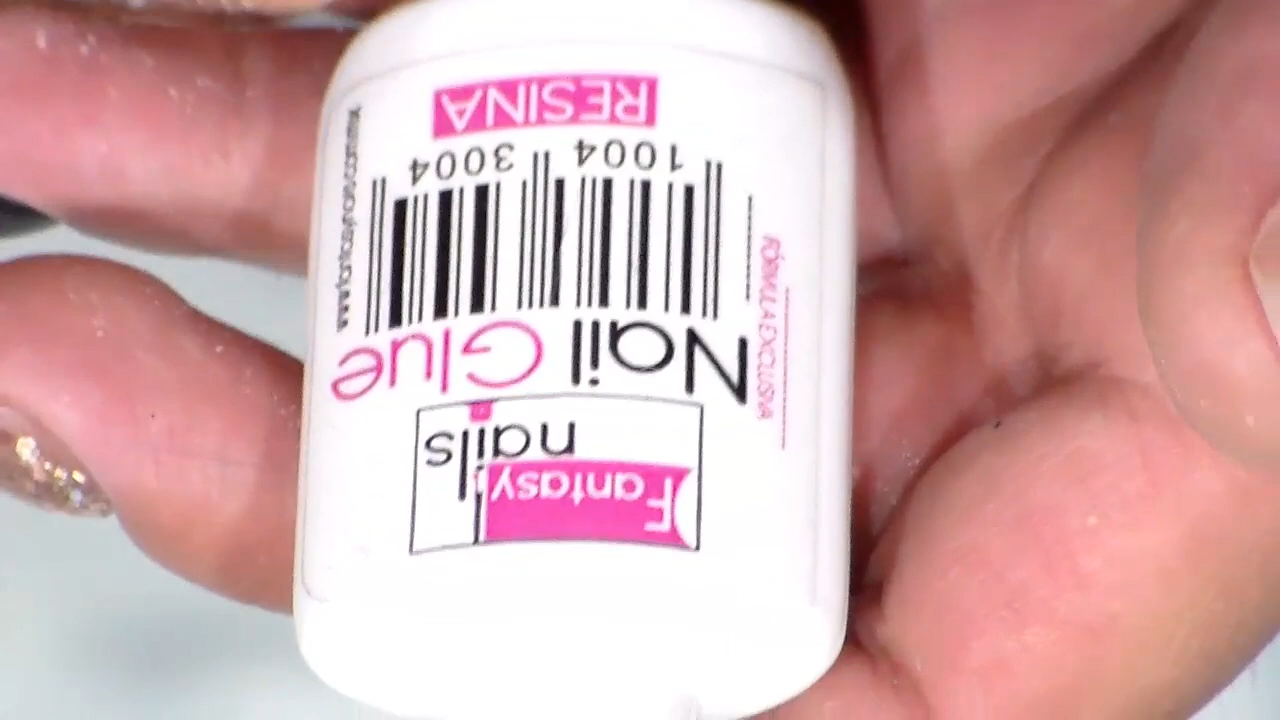 Fantasy
nails
Nail Glue
1004 3004
RESINA
FÓRMULA EXCLUSIVA